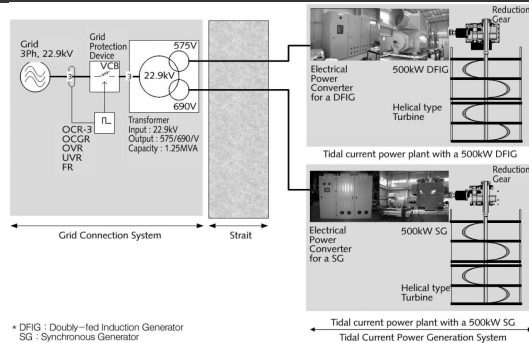 Grid
3Ph, 22.9kV
Grid
Protection
Device
VCB
3
3
22.9kV
575V
690V
OCR-3
OCGR
OVR
UVR
FR
Transformer
Input : 22.9kV
Output : 575/690/V
Capacity : 1.25MVA
Grid Connection System
Strait
Reduction
Gear
Electrical
Power
Converter
for a DFIG
500kW DFIG
Helical type
Turbine
Tidal current power plant with a 500kW DFIG
Reduction
Gear
Electrical
Power
Converter
for a SG
500kW SG
Helical type
Turbine
Tidal current power plant with a 500kW SG
Tidal Current Power Generation System
* DFIG : Doubly-fed Induction Generator
SG : Synchronous Generator